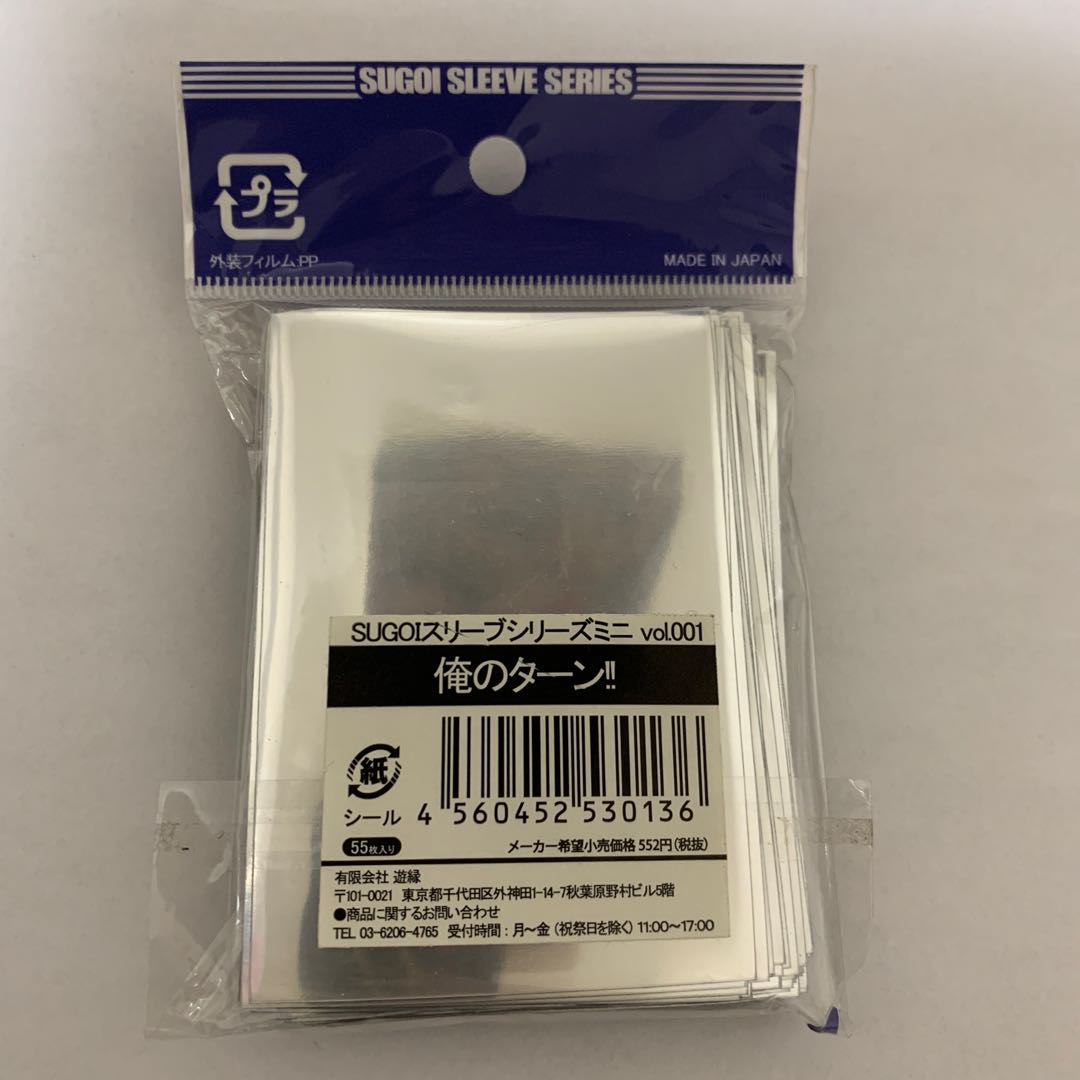 SUGOI SLEEVE SERIES
プラ
外装フィルム:PP
MADE IN JAPAN
SUGOIスリーブシリーズミニ vol.001
俺のターン!!
紙
シール
4 560452 530136
55枚入り
メーカー希望小売価格 552円(税抜)
有限会社 遊縁
〒101-0021 東京都千代田区外神田1-14-7秋葉原野村ビル5階
●商品に関するお問い合わせ
TEL 03-6206-4765 受付時間:月〜金(祝祭日を除く)11:00〜17:00